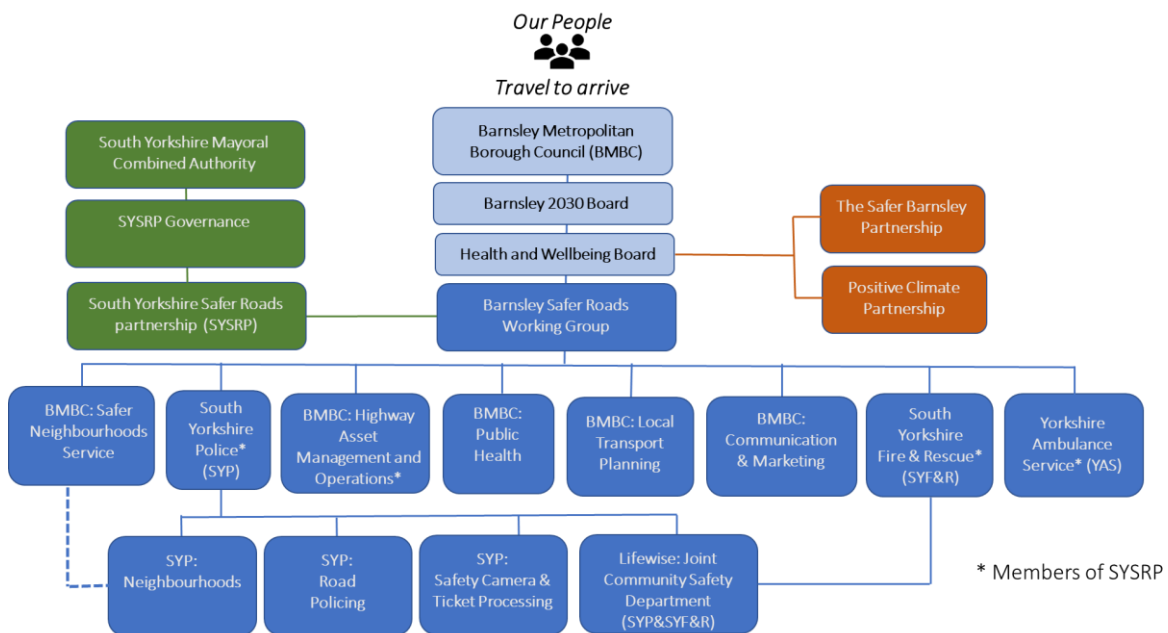 Our People
Travel to arrive
South Yorkshire Mayoral
Combined Authority
SYSRP Governance
South Yorkshire Safer Roads
partnership (SYSRP)
Barnsley Metropolitan
Borough Council (BMBC)
Barnsley 2030 Board
Health and Wellbeing Board
Barnsley Safer Roads
Working Group
The Safer Barnsley
Partnership
Positive Climate
Partnership
BMBC: Safer
Neighbourhoods
Service
South
Yorkshire
Police*
(SYP)
BMBC: Highway
Asset
Management and
Operations*
BMBC:
Public
Health
BMBC: Local
Transport
Planning
BMBC:
Communication
& Marketing
South
Yorkshire
Fire & Rescue*
(SYF&R)
Yorkshire
Ambulance
Service* (YAS)
SYP:
Neighbourhoods
SYP:
Road
Policing
SYP:
Safety Camera &
Ticket Processing
Lifewise: Joint
Community Safety
Department
(SYP&SYF&R)
* Members of SYSRP